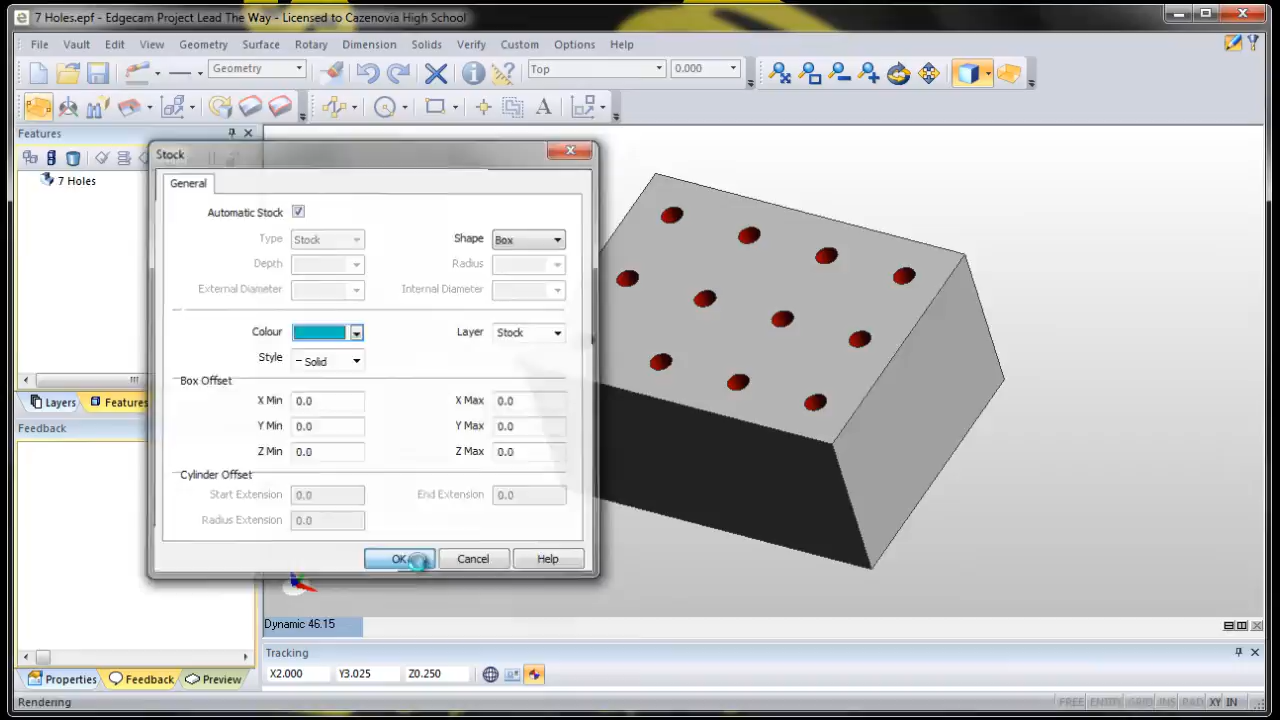 7 Holes.epf - Edgecam Project Lead The Way - Licensed to Cazenovia High School
File Vault Edit View Geometry Surface Rotary Dimension Solids Verify Custom Options Help
Geometry Top 0.000
A
Features
7 Holes
Stock
General
Automatic Stock
Type Stock Shape Box
Depth Radius
External Diameter Internal Diameter
Colour Layer Stock
Style Solid
Box Offset
X Min 0.0 X Max 0.0
Y Min 0.0 Y Max 0.0
Z Min 0.0 Z Max 0.0
Cylinder Offset
Start Extension 0.0 End Extension 0.0
Radius Extension 0.0
OK Cancel Help
Layers Features
Feedback
Dynamic 46.15
Tracking
X2.000 Y3.025 Z0.250
Properties Feedback Preview
Rendering FREE ENTITY GRID INS PAD XY IN